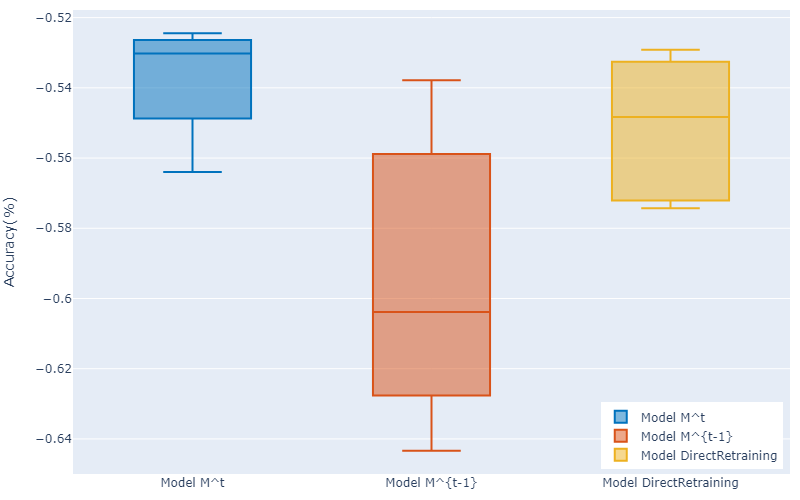 Accuracy(%)
−0.52
−0.54
−0.56
−0.58
−0.6
−0.62
−0.64
Model M^t
Model M^{t-1}
Model DirectRetraining
Model M^t
Model M^{t-1}
Model DirectRetraining